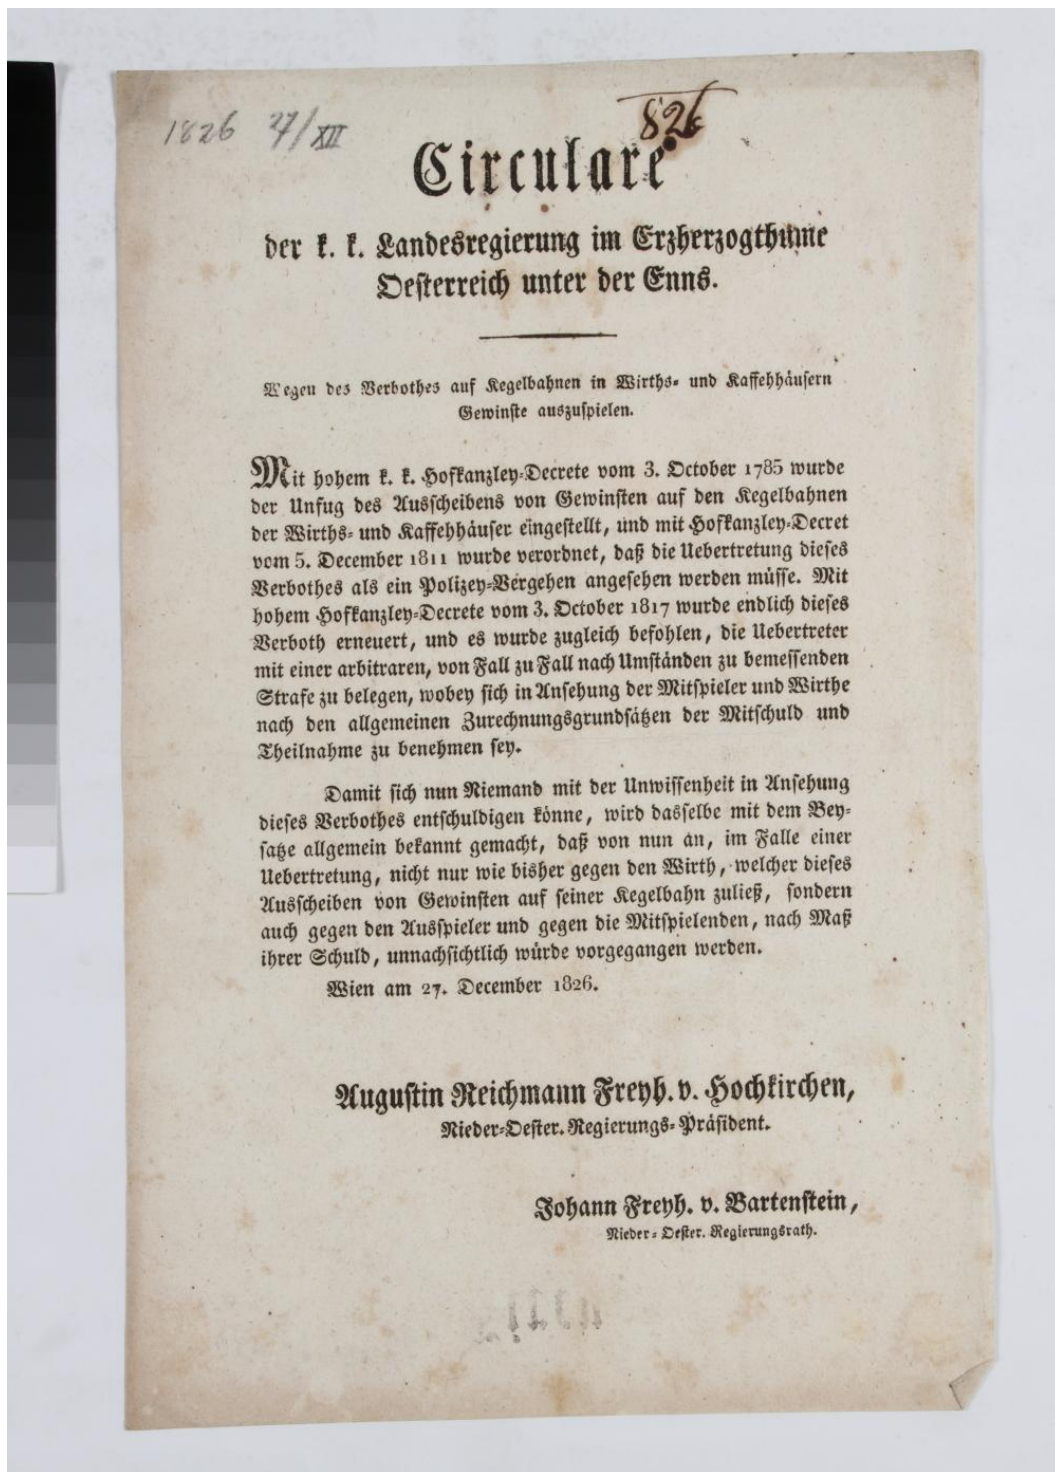 1826 27/XII
826
Circulare
der k. k. Landesregierung im Erzherzogthume
Oesterreich unter der Enns.
Wegen des Verbothes auf Kegelbahnen in Wirths- und Kaffehhäusern
Gewinste auszuspielen.
Mit hohem k. k. Hofkanzley-Decrete vom 3. October 1785 wurde
der Unfug des Ausscheibens von Gewinsten auf den Kegelbahnen
der Wirths- und Kaffehhäuser eingestellt, und mit Hofkanzley-Decret
vom 5. December 1811 wurde verordnet, daß die Uebertretung dieses
Verbothes als ein Polizey-Vergehen angesehen werden müsse. Mit
hohem Hofkanzley-Decrete vom 3. October 1817 wurde endlich dieses
Verboth erneuert, und es wurde zugleich befohlen, die Uebertreter
mit einer arbitraren, von Fall zu Fall nach Umständen zu bemessenden
Strafe zu belegen, wobey sich in Ansehung der Mitspieler und Wirthe
nach den allgemeinen Zurechnungsgrundsätzen der Mitschuld und
Theilnahme zu benehmen sey.
Damit sich nun Niemand mit der Unwissenheit in Ansehung
dieses Verbothes entschuldigen könne, wird dasselbe mit dem Bey-
satze allgemein bekannt gemacht, daß von nun an, im Falle einer
Uebertretung, nicht nur wie bisher gegen den Wirth, welcher dieses
Ausscheiben von Gewinsten auf seiner Kegelbahn zuließ, sondern
auch gegen den Ausspieler und gegen die Mitspielenden, nach Maß
ihrer Schuld, unnachsichtlich würde vorgegangen werden.
Wien am 27. December 1826.
Augustin Reichmann Freyh. v. Hochkirchen,
Nieder-Oester. Regierungs-Präsident.
Johann Freyh. v. Bartenstein,
Nieder-Oester. Regierungsrath.